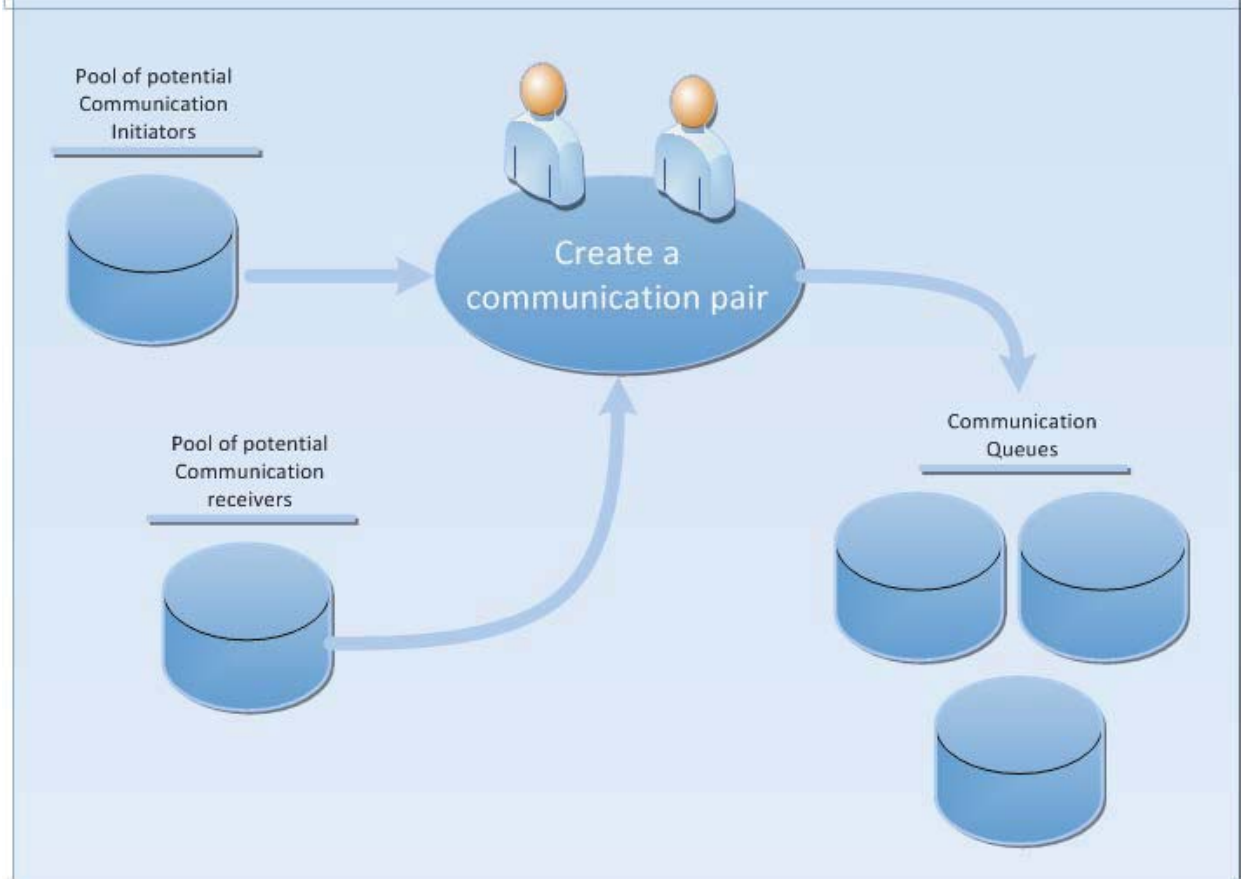 Pool of potential
Communication
Initiators
Create a
communication pair
Pool of potential
Communication
receivers
Communication
Queues